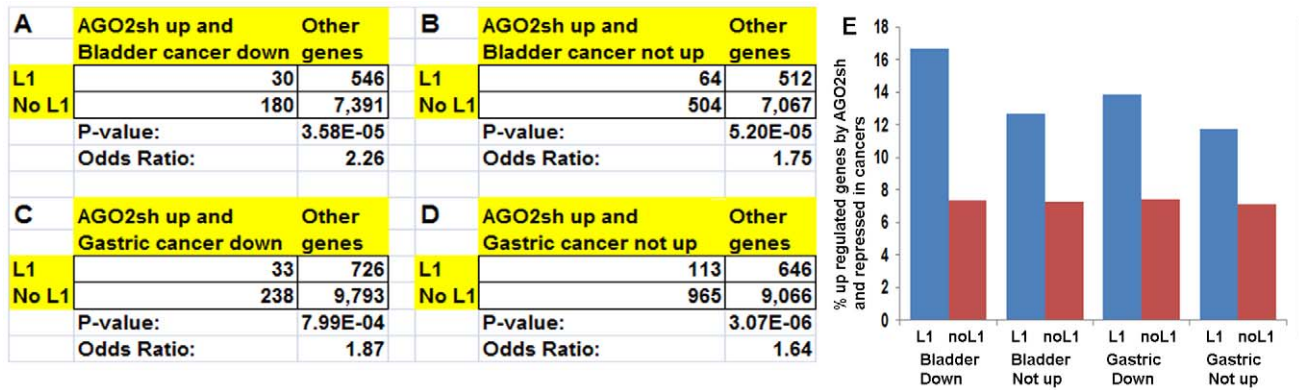 A AGO2sh up and Other
Bladder cancer down genes
L1 30 546
No L1 180 7,391
P-value: 3.58E-05
Odds Ratio: 2.26
B AGO2sh up and Other
Bladder cancer not up genes
L1 64 512
No L1 504 7,067
P-value: 5.20E-05
Odds Ratio: 1.75
C AGO2sh up and Other
Gastric cancer down genes
L1 33 726
No L1 238 9,793
P-value: 7.99E-04
Odds Ratio: 1.87
D AGO2sh up and Other
Gastric cancer not up genes
L1 113 646
No L1 965 9,066
P-value: 3.07E-06
Odds Ratio: 1.64
E
% up regulated genes by AGO2sh
and repressed in cancers
18
16
14
12
10
8
6
4
2
0
L1 noL1 L1 noL1 L1 noL1 L1 noL1
Bladder Bladder Gastric Gastric
Down Not up Down Not up